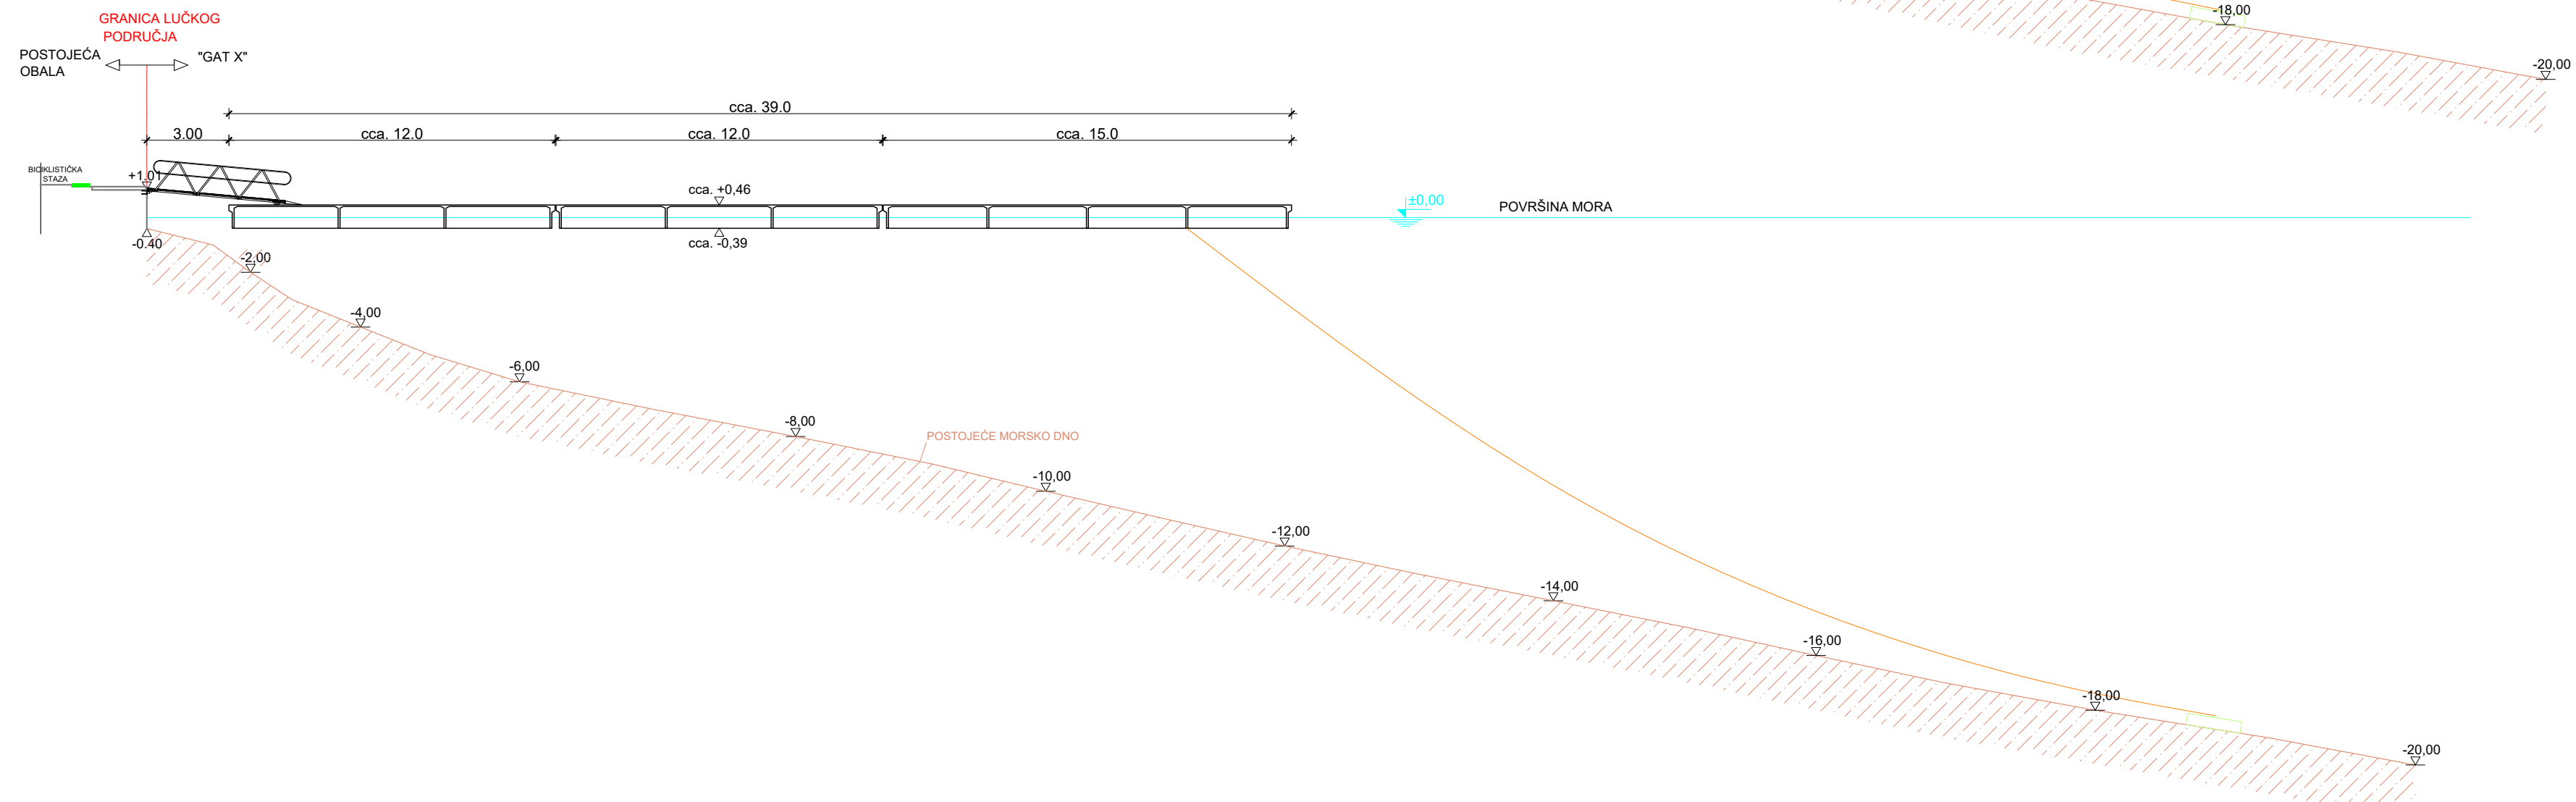 GRANICA LUČKOG
PODRUČJA
POSTOJEĆA
OBALA
"GAT X"
-18,00
-20,00
cca. 39.0
3.00
cca. 12.0
cca. 12.0
cca. 15.0
BICIKLISTIČKA
STAZA
+1.01
cca. +0,46
±0,00
POVRŠINA MORA
-0.40
cca. -0,39
-2,00
-4,00
-6,00
-8,00
POSTOJEĆE MORSKO DNO
-10,00
-12,00
-14,00
-16,00
-18,00
-20,00